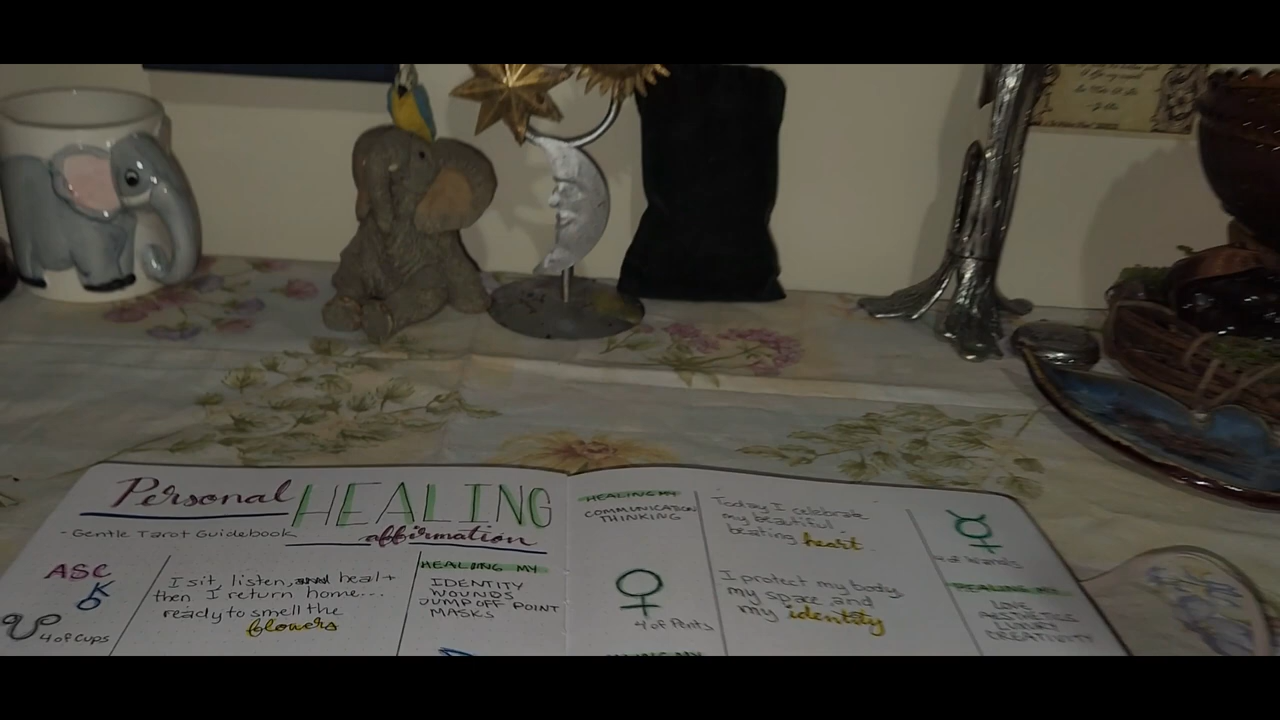 Personal HEALING
affirmation
- Gentle Tarot Guidebook
ASC
4 of Cups
I sit, listen, and heal +
then I return home...
ready to smell the
flowers
HEALING MY
IDENTITY
WOUNDS
JUMP OFF POINT
MASKS
HEALING MY
COMMUNICATION
THINKING
4 of Pents
Today I celebrate
my beautiful
beating heart
I protect my body,
my space and
my identity
HEALING MY
LOVE
AESTHETICS
LUXURY
CREATIVITY